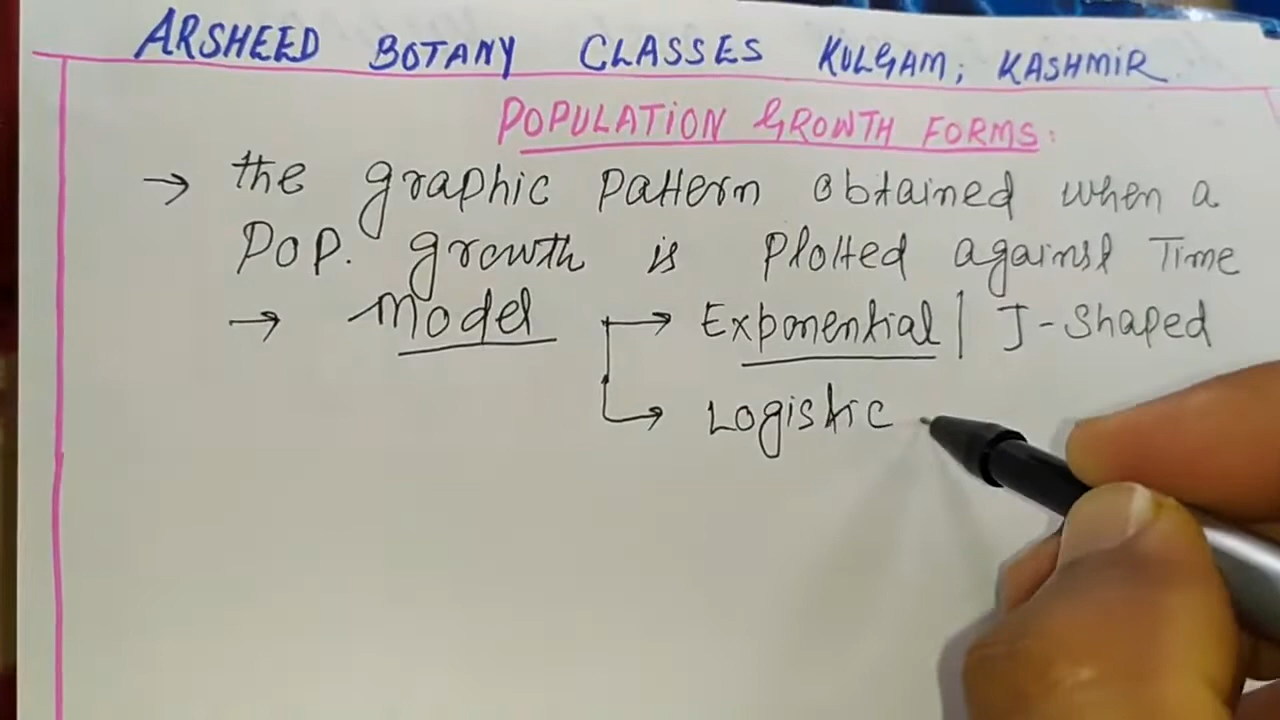 ARSHEED BOTANY CLASSES KULGAM, KASHMIR
POPULATION GROWTH FORMS:
→ the graphic pattern obtained when a
Pop. growth is Plotted against Time
→ Model → Exponential | J-Shaped
→ Logistic